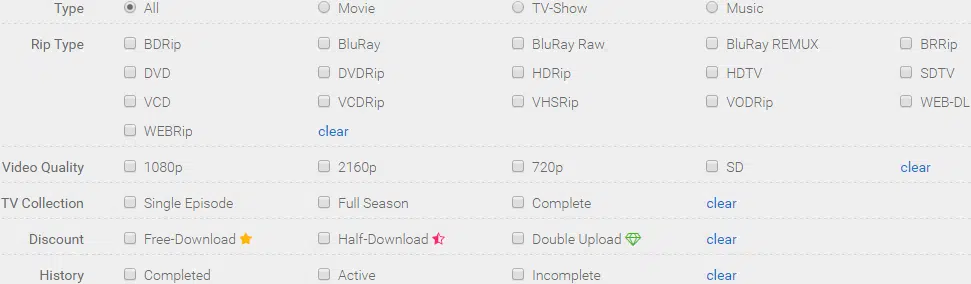 Type All Movie TV-Show Music
Rip Type BDRip BluRay BluRay Raw BluRay REMUX BRRip
DVD DVDRip HDRip HDTV SDTV
VCD VCDRip VHSRip VODRip WEB-DL
WEBRip clear
Video Quality 1080p 2160p 720p SD clear
TV Collection Single Episode Full Season Complete clear
Discount Free-Download Half-Download Double Upload clear
History Completed Active Incomplete clear